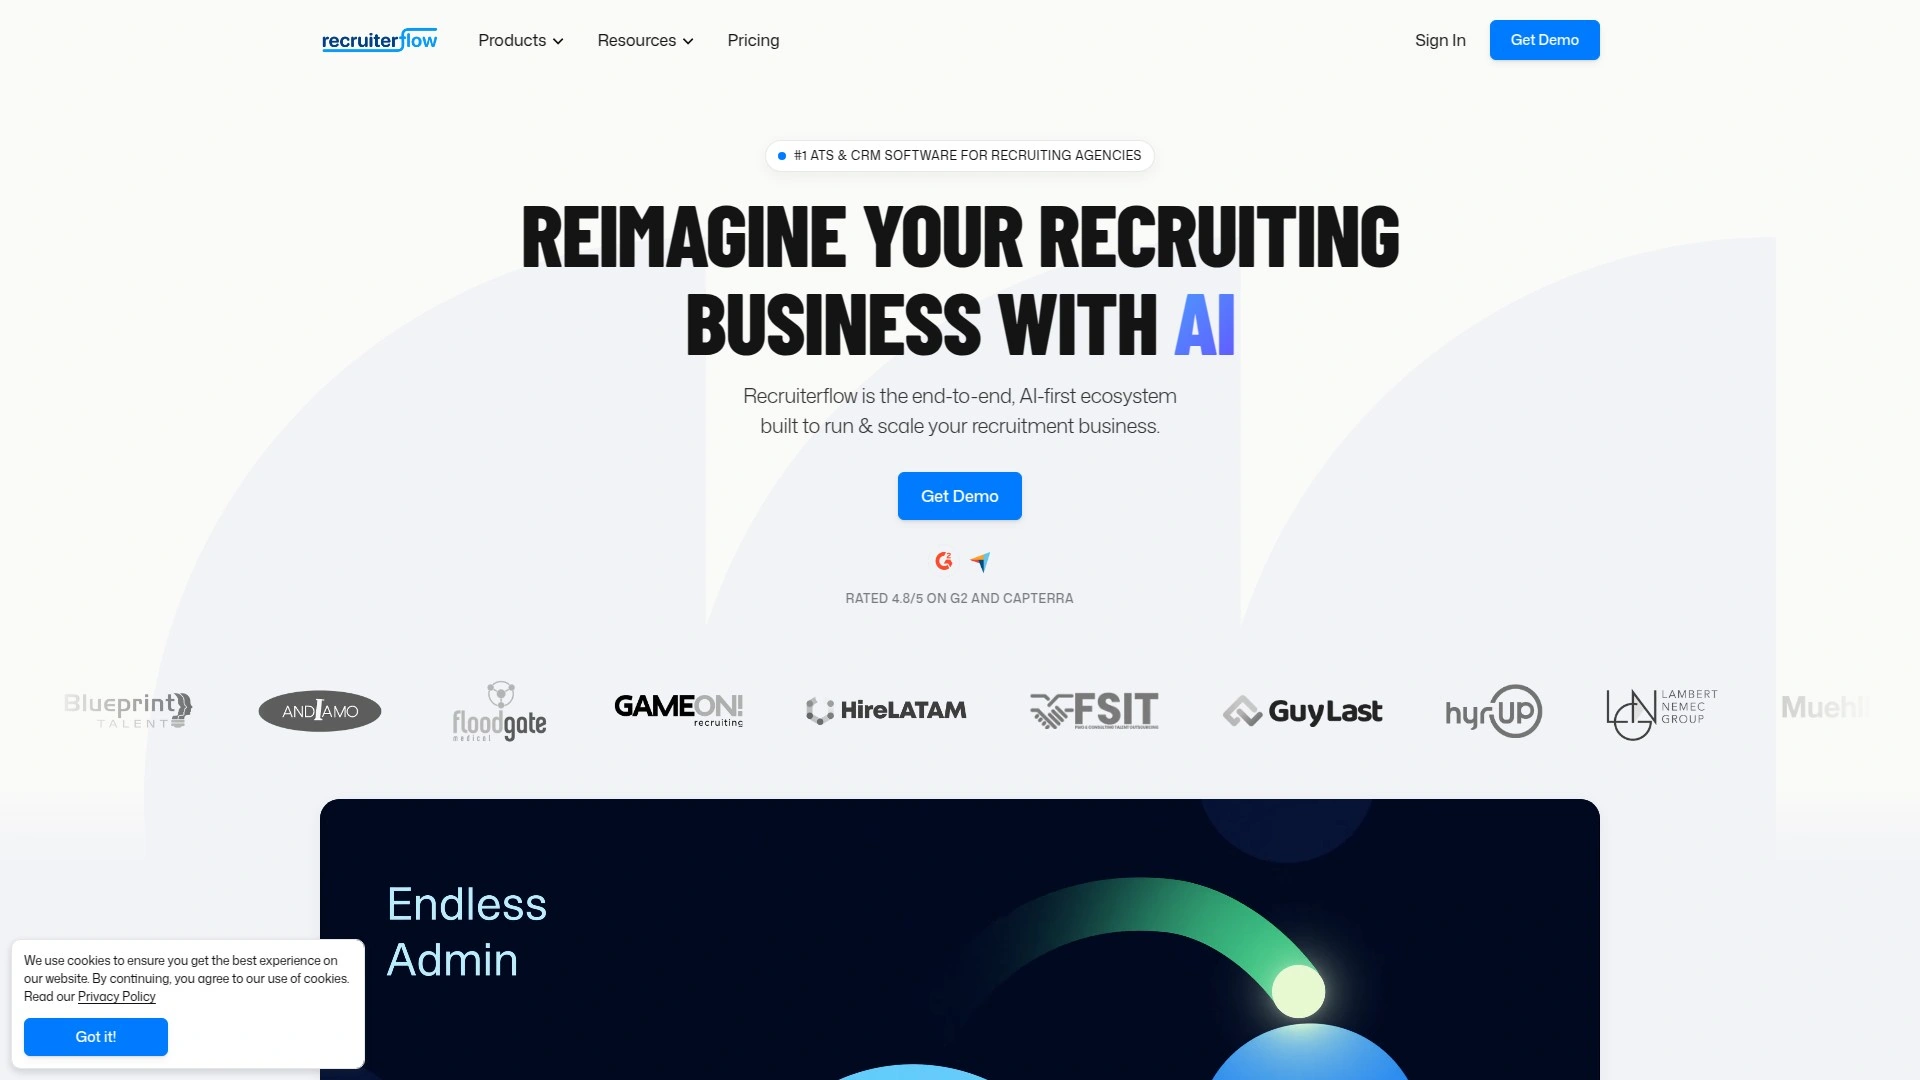 recruiterflow
Products
Resources
Pricing
Sign In
Get Demo
#1 ATS & CRM SOFTWARE FOR RECRUITING AGENCIES
REIMAGINE YOUR RECRUITING
BUSINESS WITH AI
Recruiterflow is the end-to-end, AI-first ecosystem
built to run & scale your recruitment business.
Get Demo
RATED 4.8/5 ON G2 AND CAPTERRA
Blueprint
TALENT
ANDIAMO
floodgate
medical
GAMEON!
recruiting
HireLATAM
FSIT
Guy Last
hyrUP
LAMBERT
NEMEC
GROUP
Endless
Admin
We use cookies to ensure you get the best experience on
our website. By continuing, you agree to our use of cookies.
Read our Privacy Policy
Got it!